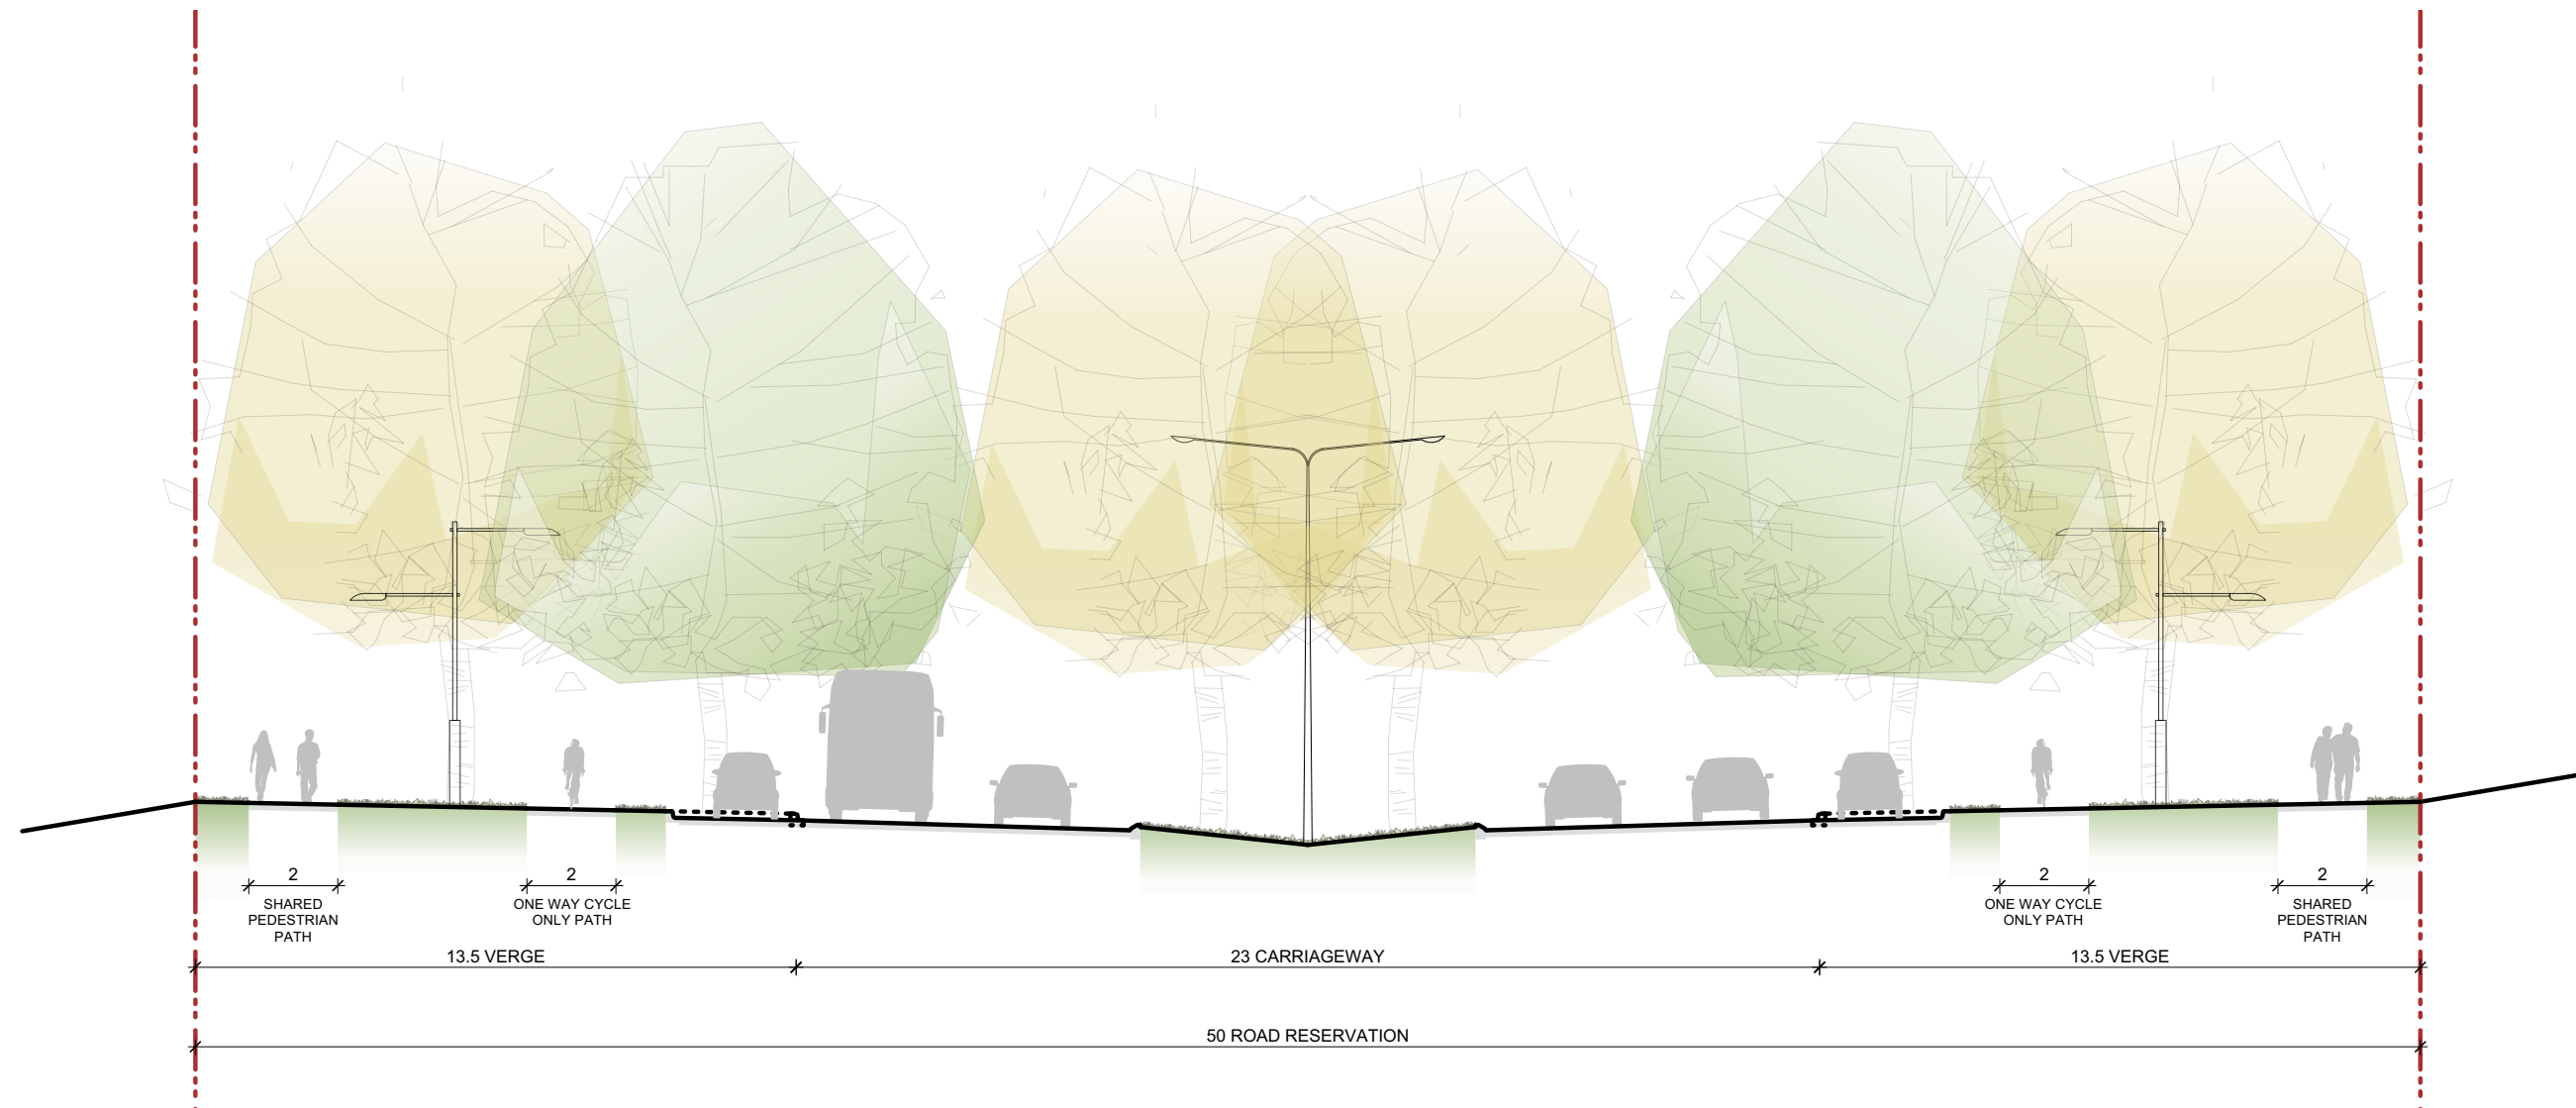 2
SHARED
PEDESTRIAN
PATH
2
ONE WAY CYCLE
ONLY PATH
2
ONE WAY CYCLE
ONLY PATH
2
SHARED
PEDESTRIAN
PATH
13.5 VERGE
23 CARRIAGEWAY
13.5 VERGE
50 ROAD RESERVATION